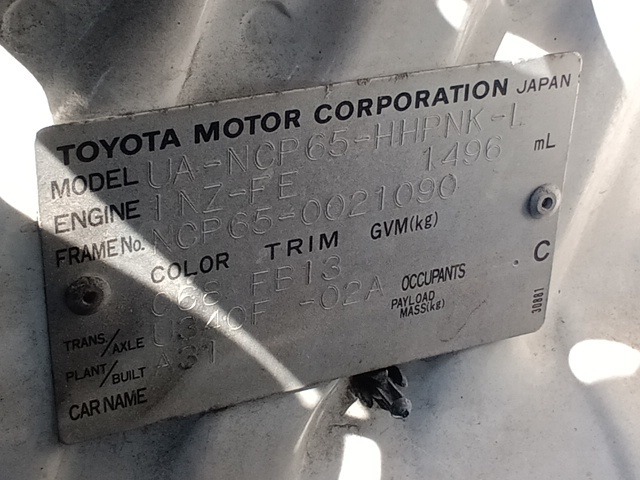 TOYOTA MOTOR CORPORATION JAPAN
MODEL UA-NCP65-HHPNK-L
ENGINE 1NZ-FE 1496 mL
FRAME No. NCP65-0021090
COLOR TRIM GVM(kg)
068 FB13 . C
TRANS./AXLE U340F -02A OCCUPANTS
PLANT/BUILT A31 PAYLOAD MASS(kg)
CAR NAME
30881